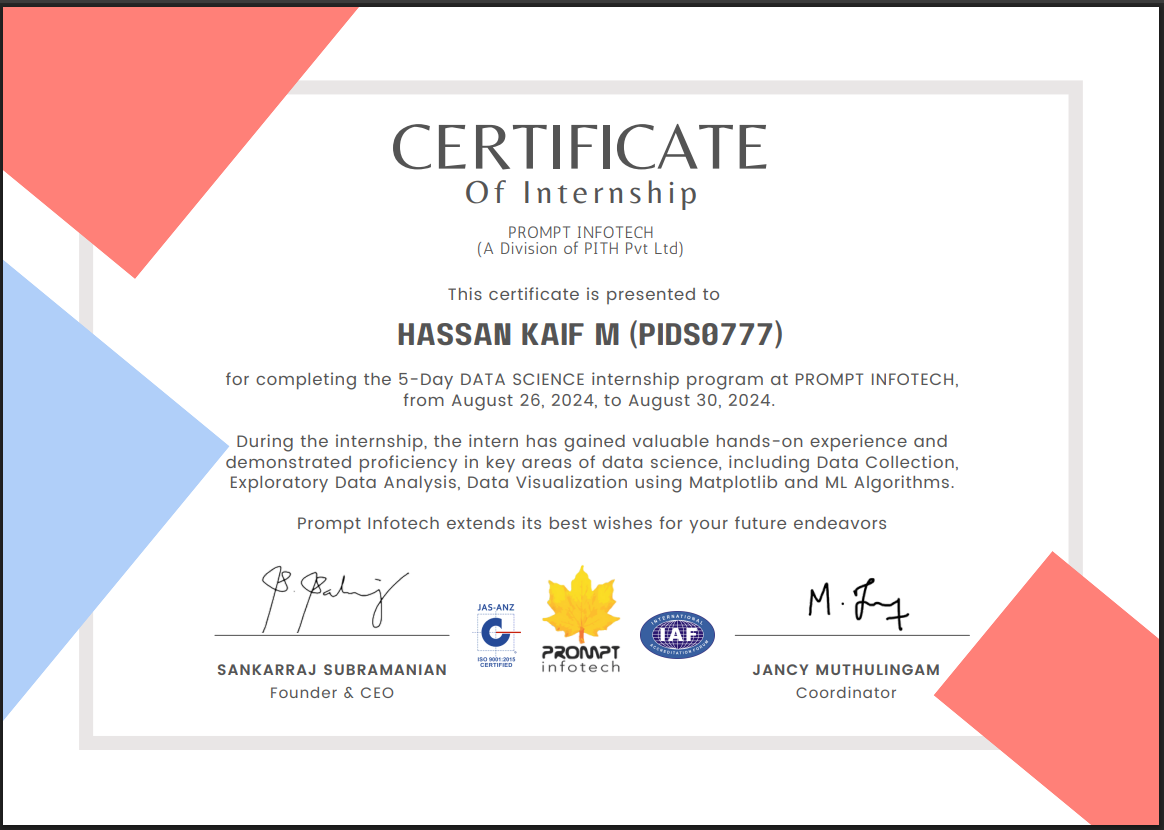 CERTIFICATE
Of Internship
PROMPT INFOTECH
(A Division of PITH Pvt Ltd)
This certificate is presented to
HASSAN KAIF M (PIDS0777)
for completing the 5-Day DATA SCIENCE internship program at PROMPT INFOTECH,
from August 26, 2024, to August 30, 2024.
During the internship, the intern has gained valuable hands-on experience and
demonstrated proficiency in key areas of data science, including Data Collection,
Exploratory Data Analysis, Data Visualization using Matplotlib and ML Algorithms.
Prompt Infotech extends its best wishes for your future endeavors
JAS-ANZ
C
ISO 9001:2015
CERTIFIED
PROMPT
infotech
INTERNATIONAL
IAF
ACCREDITATION FORUM
M.
SANKARRAJ SUBRAMANIAN
Founder & CEO
JANCY MUTHULINGAM
Coordinator